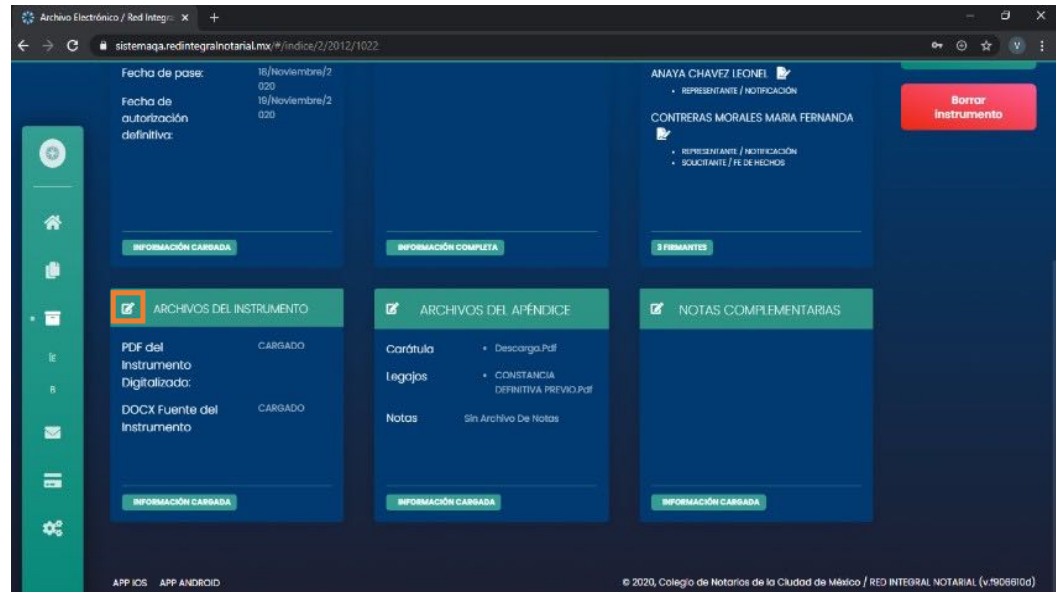 Archivo Electrónico / Red Integra
sistemaqa.redintegralnotarial.mx/#/indice/2/2012/1022
V
Fecha de pase:
18/Noviembre/2
020
Fecha de
autorización
definitiva:
19/Noviembre/2
020
INFORMACIÓN CARGADA
INFORMACIÓN COMPLETA
ANAYA CHAVEZ LEONEL
• REPRESENTANTE / NOTIFICACIÓN
CONTRERAS MORALES MARIA FERNANDA
• REPRESENTANTE / NOTIFICACIÓN
• SOLICITANTE / FE DE HECHOS
3 FIRMANTES
Borrar
instrumento
ARCHIVOS DEL INSTRUMENTO
PDF del
Instrumento
Digitalizado:
CARGADO
DOCX Fuente del
Instrumento
CARGADO
INFORMACIÓN CARGADA
ARCHIVOS DEL APÉNDICE
Carátula
• Descarga.Pdf
Legajos
• CONSTANCIA
DEFINITIVA PREVIO.Pdf
Notas
Sin Archivo De Notas
INFORMACIÓN CARGADA
NOTAS COMPLEMENTARIAS
INFORMACIÓN CARGADA
APP IOS APP ANDROID
© 2020, Colegio de Notarios de la Ciudad de México / RED INTEGRAL NOTARIAL (v.f906610d)